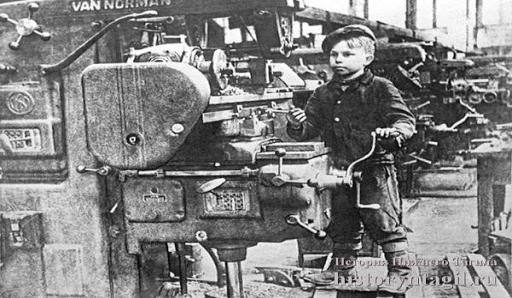 VAN NORMAN
История Нижнего Тагила
historyntagil.ru